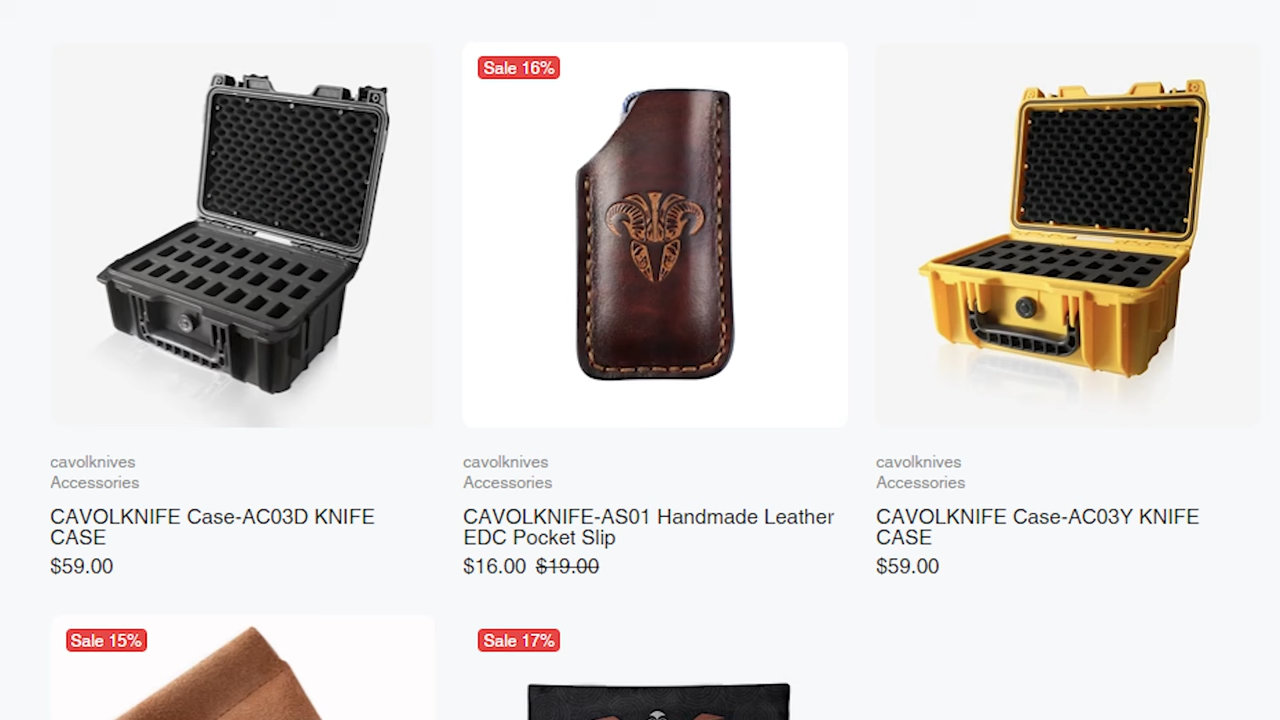 Sale 16%
cavolknives
Accessories
CAVOLKNIFE Case-AC03D KNIFE
CASE
$59.00
cavolknives
Accessories
CAVOLKNIFE-AS01 Handmade Leather
EDC Pocket Slip
$16.00 $19.00
cavolknives
Accessories
CAVOLKNIFE Case-AC03Y KNIFE
CASE
$59.00
Sale 15%
Sale 17%